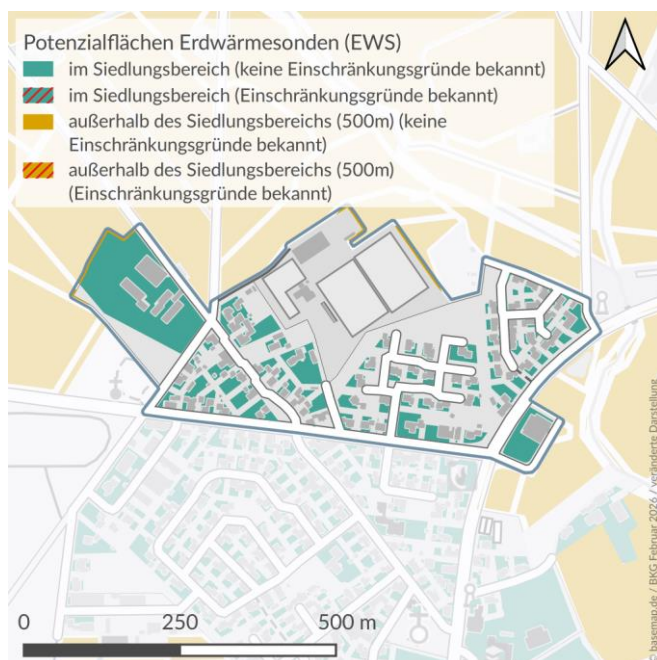 Potenzialflächen Erdwärmesonden (EWS)
im Siedlungsbereich (keine Einschränkungsgründe bekannt)
im Siedlungsbereich (Einschränkungsgründe bekannt)
außerhalb des Siedlungsbereichs (500m) (keine
Einschränkungsgründe bekannt)
außerhalb des Siedlungsbereichs (500m)
(Einschränkungsgründe bekannt)
0 250 500 m
© basemap.de / BKG Februar 2026 / veränderte Darstellung